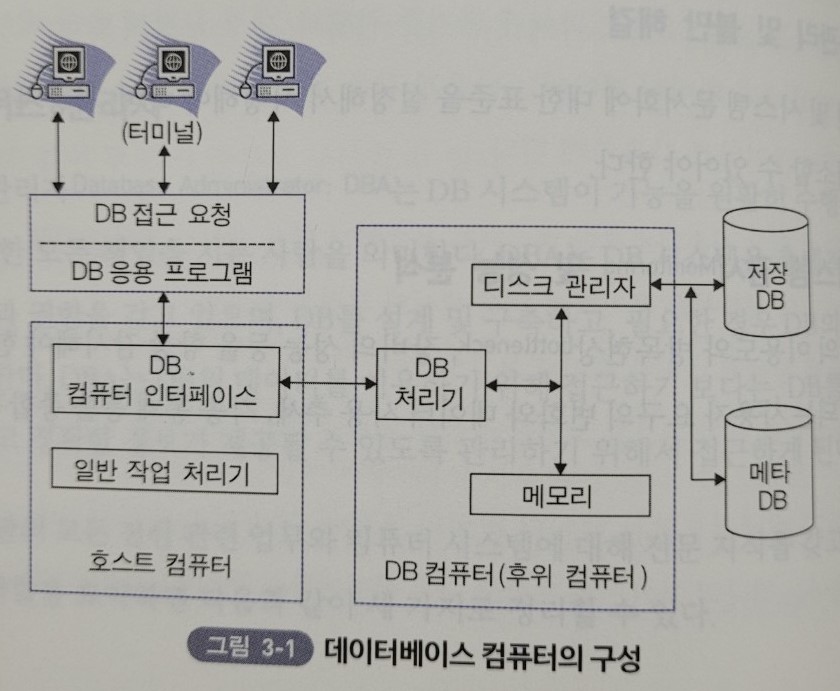 (터미널)
DB 접근 요청
DB 응용 프로그램
DB
컴퓨터 인터페이스
일반 작업 처리기
호스트 컴퓨터
디스크 관리자
DB
처리기
메모리
DB 컴퓨터(후위 컴퓨터)
저장
DB
메타
DB
그림 3-1 데이터베이스 컴퓨터의 구성